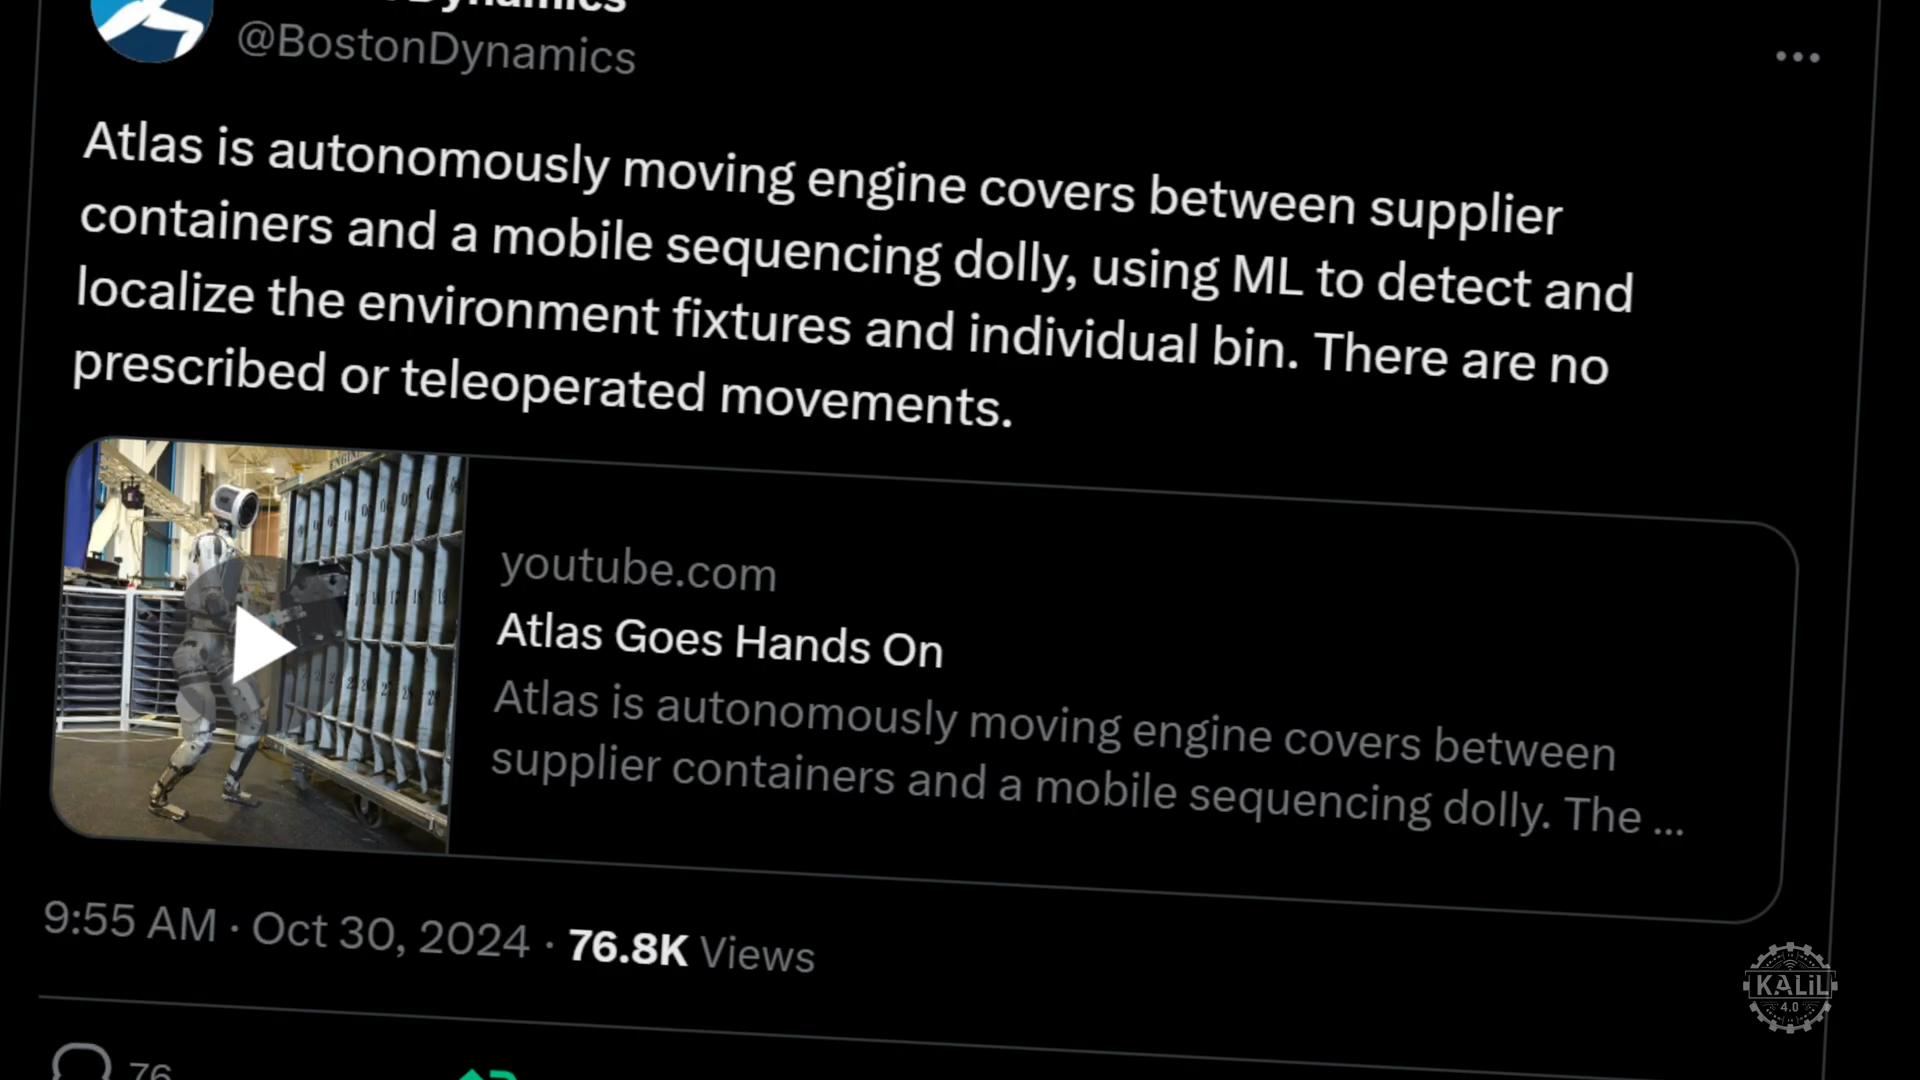 Dynamics
@BostonDynamics
Atlas is autonomously moving engine covers between supplier
containers and a mobile sequencing dolly, using ML to detect and
localize the environment fixtures and individual bin. There are no
prescribed or teleoperated movements.
youtube.com
Atlas Goes Hands On
Atlas is autonomously moving engine covers between
supplier containers and a mobile sequencing dolly. The ...
9:55 AM · Oct 30, 2024 · 76.8K Views
76
KALiL
4.0